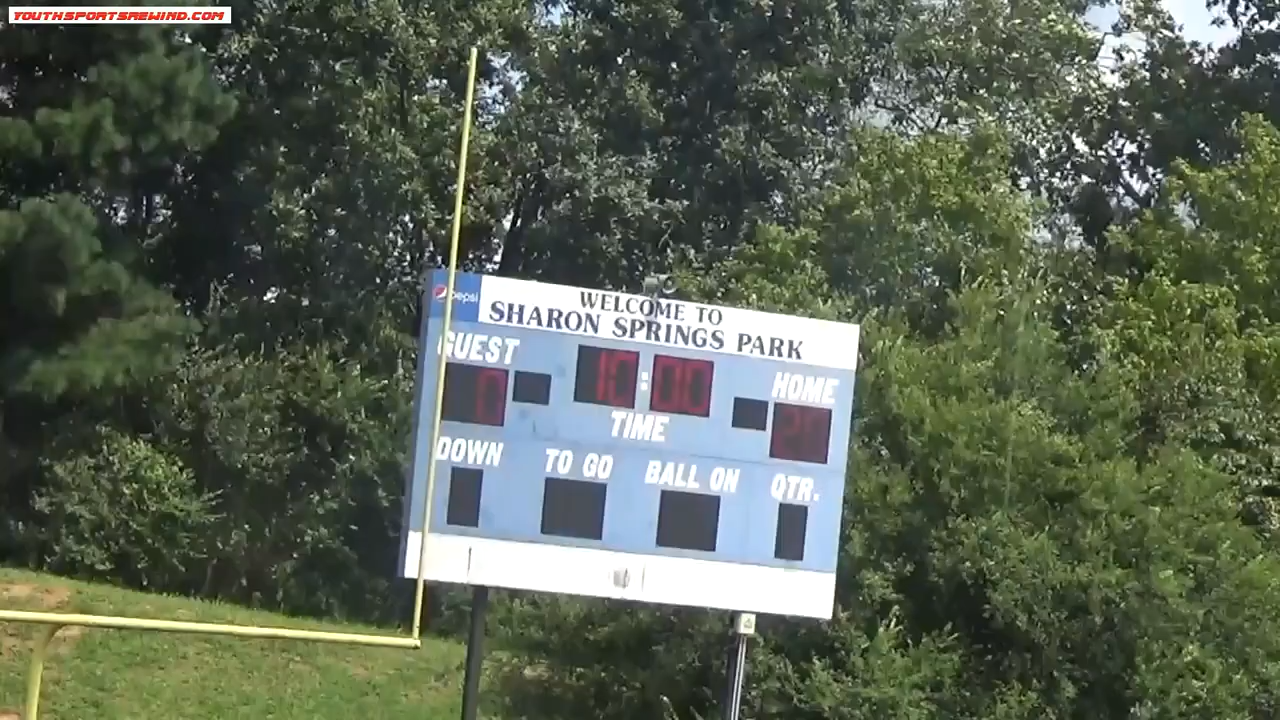 YOUTHSPORTSREWIND.COM
pepsi
WELCOME TO
SHARON SPRINGS PARK
GUEST
10:00
HOME
0
TIME
DOWN
TO GO
BALL ON
QTR.